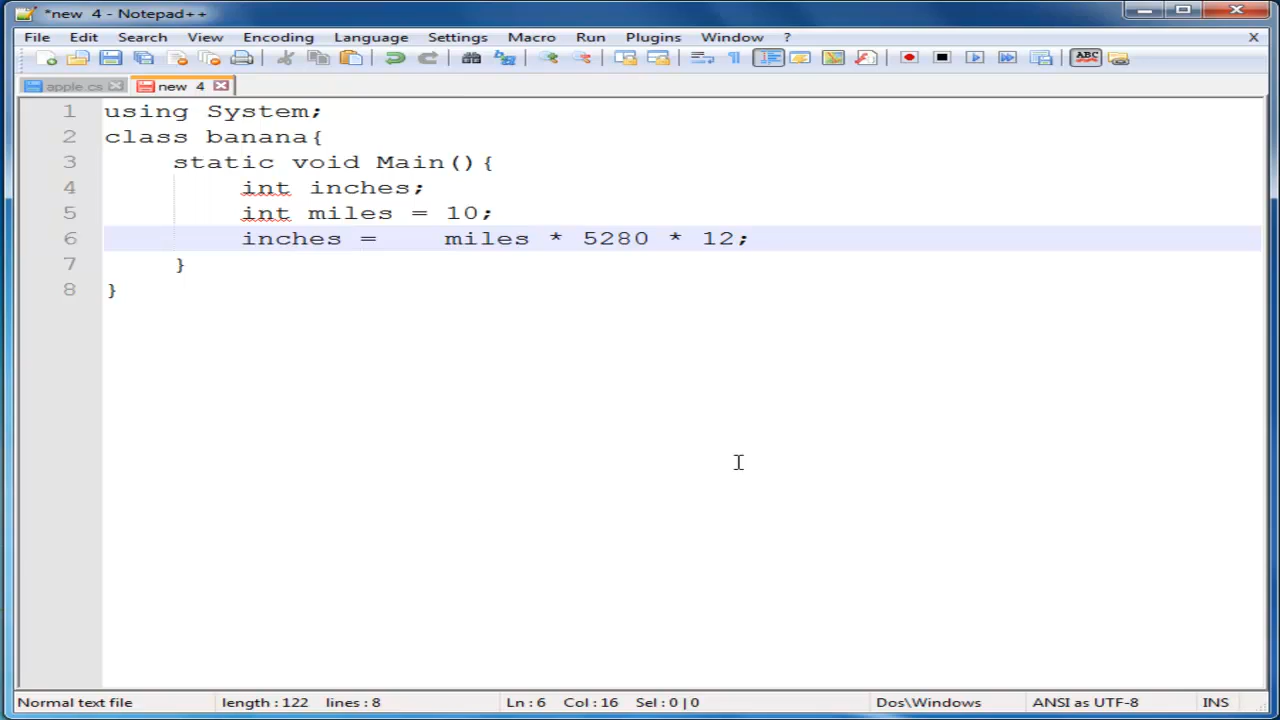 *new 4 - Notepad++
File Edit Search View Encoding Language Settings Macro Run Plugins Window ? X
ABC
apple.cs new 4
1 using System;
2 class banana{
3 static void Main(){
4 int inches;
5 int miles = 10;
6 inches = miles * 5280 * 12;
7 }
8 }
Normal text file length : 122 lines : 8 Ln : 6 Col : 16 Sel : 0 | 0 Dos\Windows ANSI as UTF-8 INS